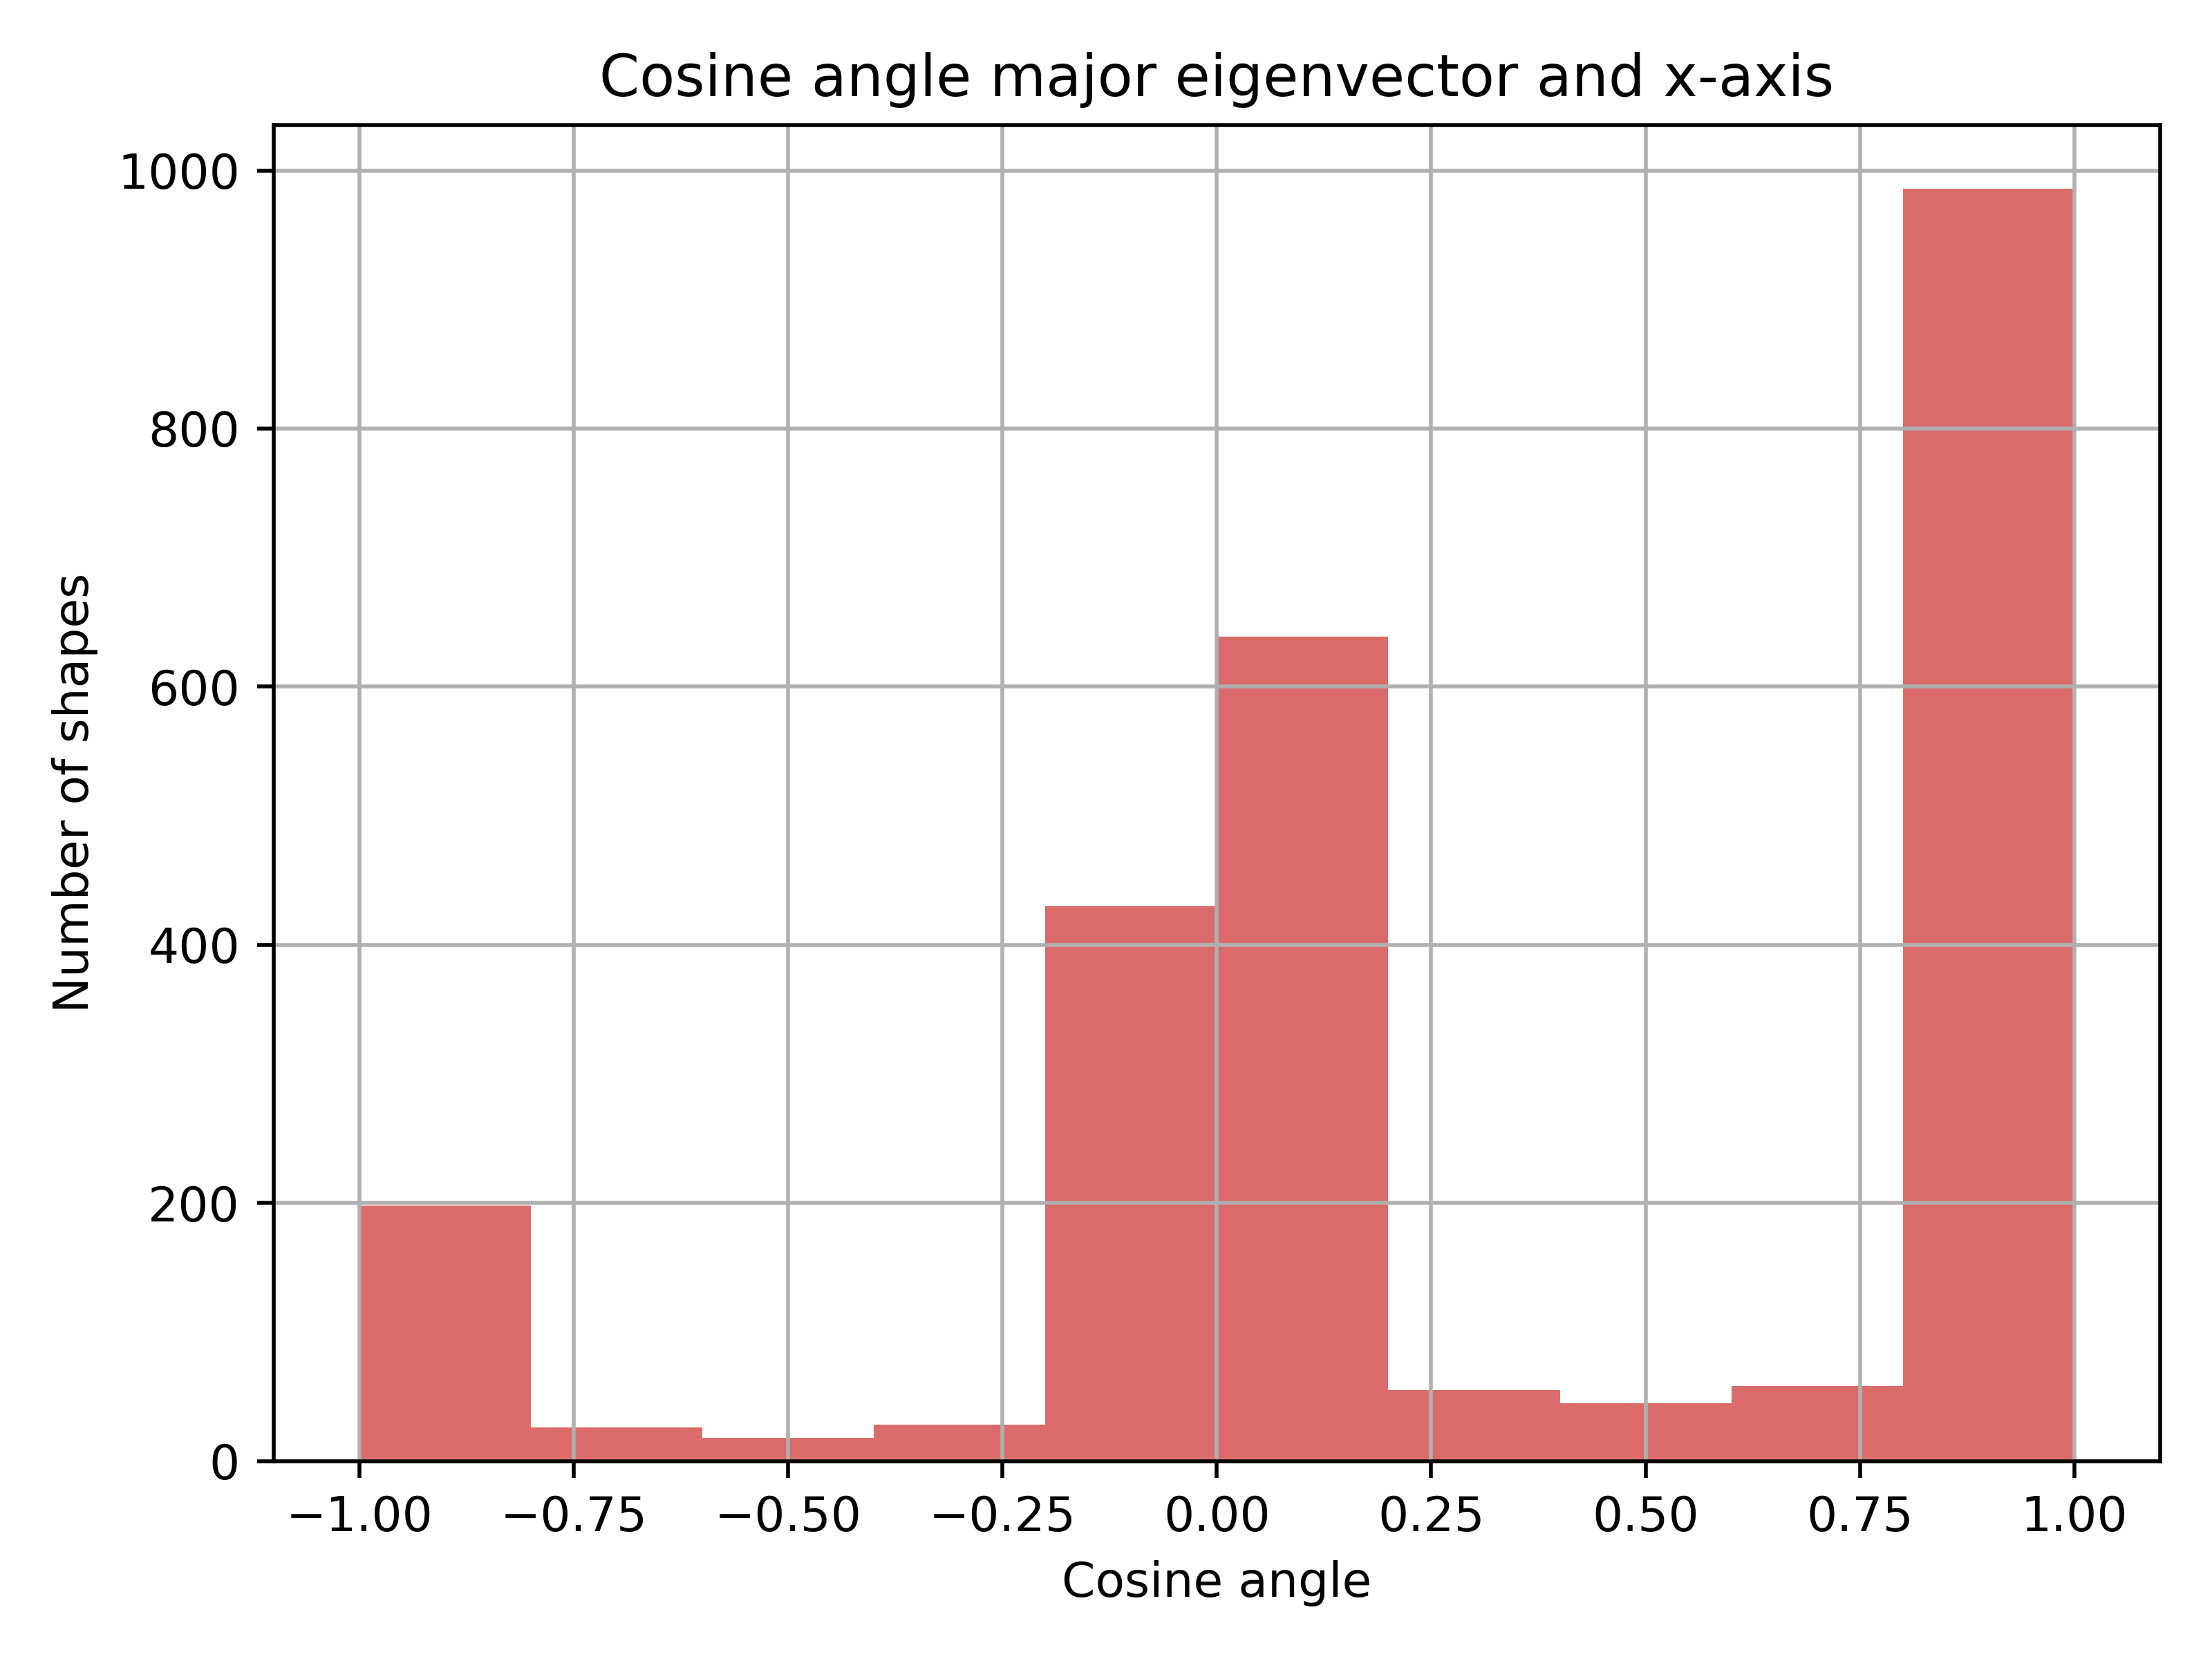 Cosine angle major eigenvector and x-axis
1000
800
600
400
200
0
Number of shapes
−1.00 −0.75 −0.50 −0.25 0.00 0.25 0.50 0.75 1.00
Cosine angle